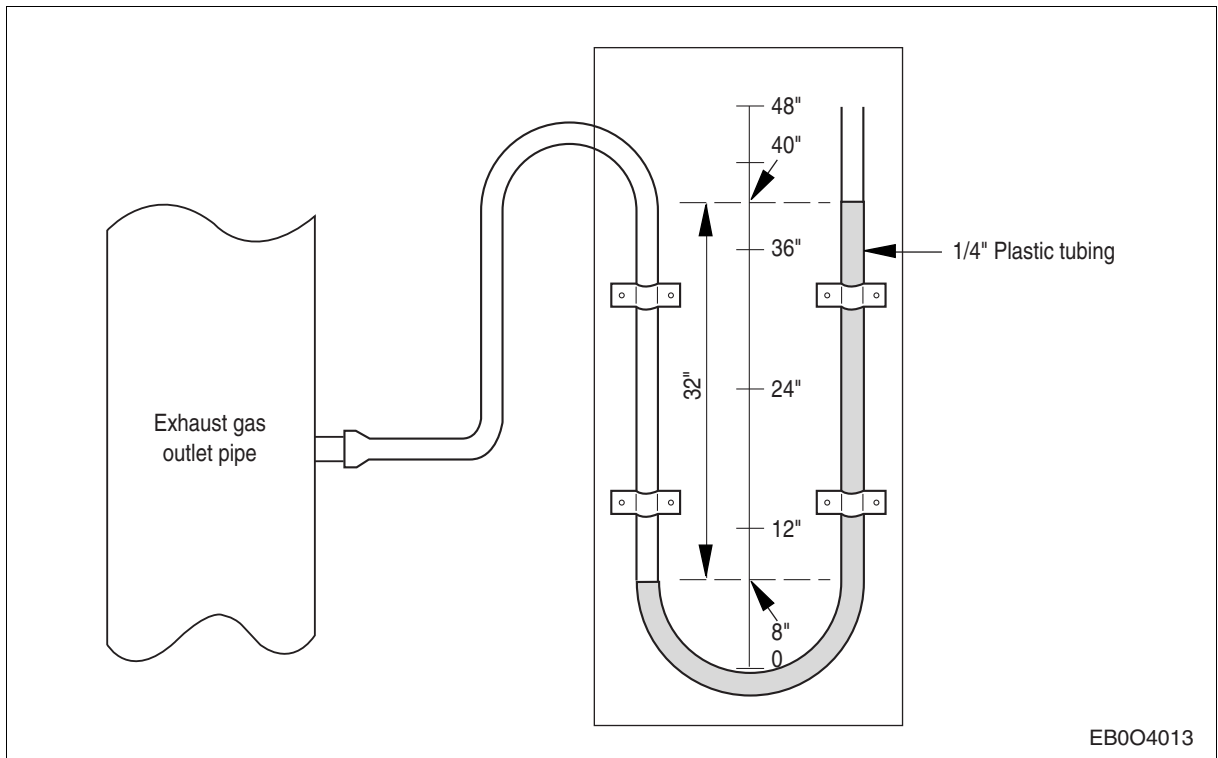 48"
40"
36"
1/4" Plastic tubing
32"
24"
Exhaust gas
outlet pipe
12"
8"
0
EB0O4013